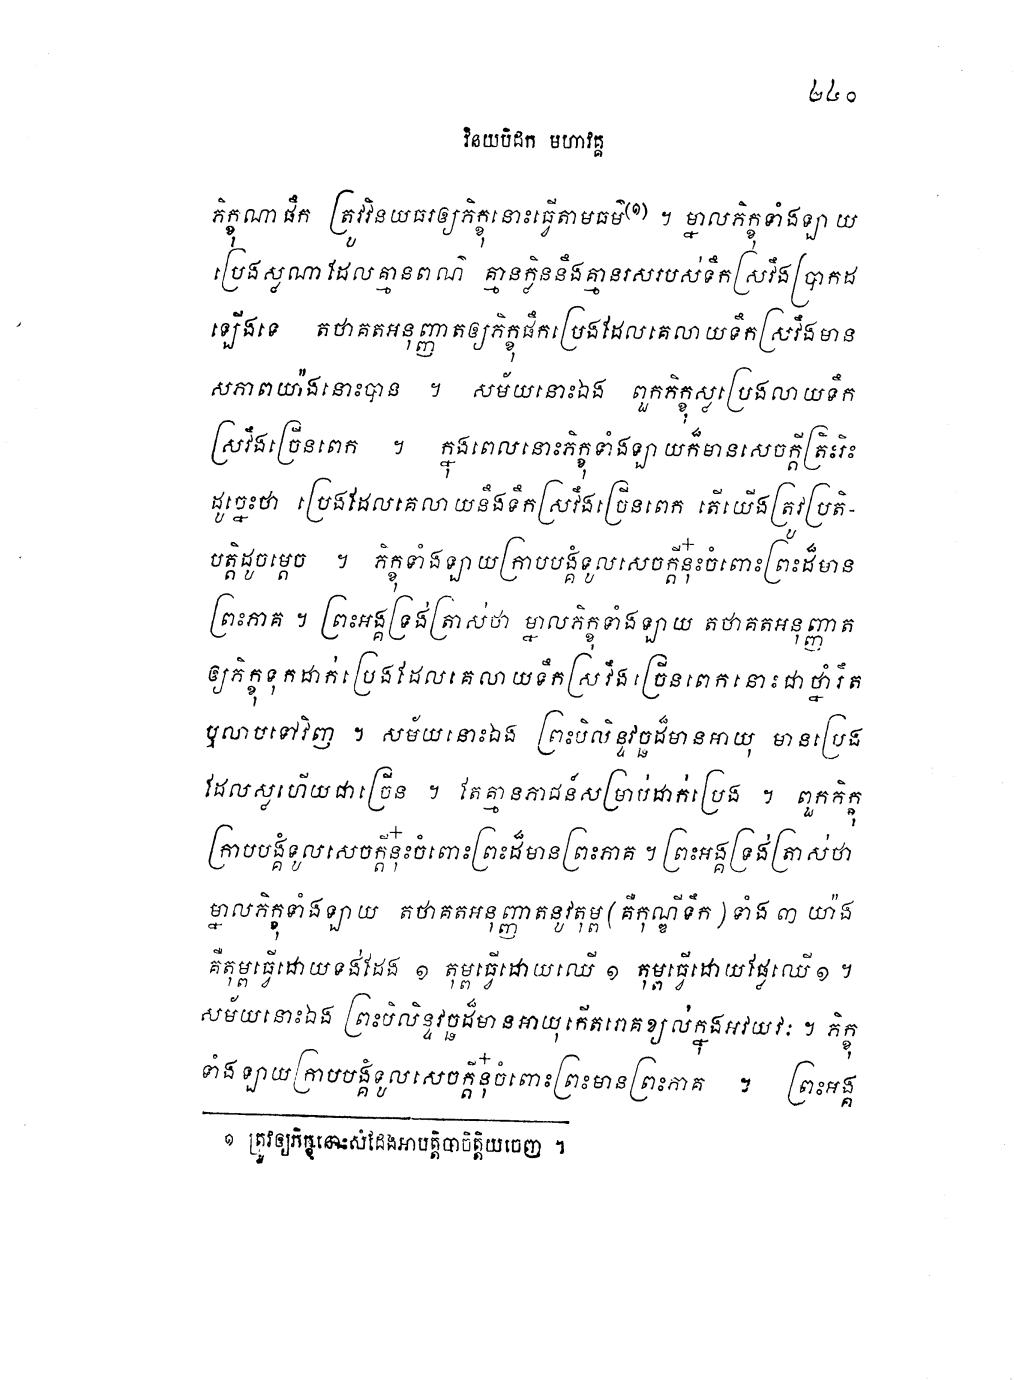 ២៤០
វិនយបិដក មហាវគ្គ
ភិក្ខុណាផឹក ត្រូវវិនយធរឲ្យភិក្ខុនោះធ្វើតាមធម៌(១) ។ ម្នាលភិក្ខុទាំងឡាយ
ប្រេងស្ងណាដែលគ្មានពណ៌ គ្មានក្លិននឹងគ្មានរសរបស់ទឹកស្រវឹងប្រាកដ
ឡើងទេ តថាគតអនុញ្ញាតឲ្យភិក្ខុផឹកប្រេងដែលគេលាយទឹកស្រវឹងមាន
សភាពយ៉ាងនោះបាន ។ សម័យនោះឯង ពួកភិក្ខុស្ងប្រេងលាយទឹក
ស្រវឹងច្រើនពេក ។ ក្នុងពេលនោះភិក្ខុទាំងឡាយក៏មានសេចក្តីត្រិះរិះ
ដូច្នេះថា ប្រេងដែលគេលាយនឹងទឹកស្រវឹងច្រើនពេក តើយើងត្រូវប្រតិ-
បត្តិដូចម្តេច ។ ភិក្ខុទាំងឡាយក្រាបបង្គំទូលសេចក្តីនុ៎ះចំពោះព្រះដ៏មាន
ព្រះភាគ ។ ព្រះអង្គទ្រង់ត្រាស់ថា ម្នាលភិក្ខុទាំងឡាយ តថាគតអនុញ្ញាត
ឲ្យភិក្ខុទុកដាក់ប្រេងដែលគេលាយទឹកស្រវឹងច្រើនពេកនោះជាថ្នាំរឹត
ឬលាបទៅវិញ ។ សម័យនោះឯង ព្រះបិលិន្ទវច្ឆដ៏មានអាយុ មានប្រេង
ដែលស្ងហើយជាច្រើន ។ តែគ្មានភាជន៍សម្រាប់ដាក់ប្រេង ។ ពួកភិក្ខុ
ក្រាបបង្គំទូលសេចក្តីនុ៎ះចំពោះព្រះដ៏មានព្រះភាគ ។ ព្រះអង្គទ្រង់ត្រាស់ថា
ម្នាលភិក្ខុទាំងឡាយ តថាគតអនុញ្ញាតនូវតុម្ព (គឺកុណ្ឌីទឹក) ទាំង ៣ យ៉ាង
គឺតុម្ពធ្វើដោយទង់ដែង ១ តុម្ពធ្វើដោយឈើ ១ តុម្ពធ្វើដោយផ្លែឈើ ១ ។
សម័យនោះឯង ព្រះបិលិន្ទវច្ឆដ៏មានអាយុកើតរោគខ្យល់ក្នុងអវយវៈ ។ ភិក្ខុ
ទាំងឡាយក្រាបបង្គំទូលសេចក្តីនុ៎ះចំពោះព្រះមានព្រះភាគ ។ ព្រះអង្គ
១ ត្រូវឲ្យភិក្ខុនោះសំដែងអាបត្តិបាចិត្តិយចេញ ។